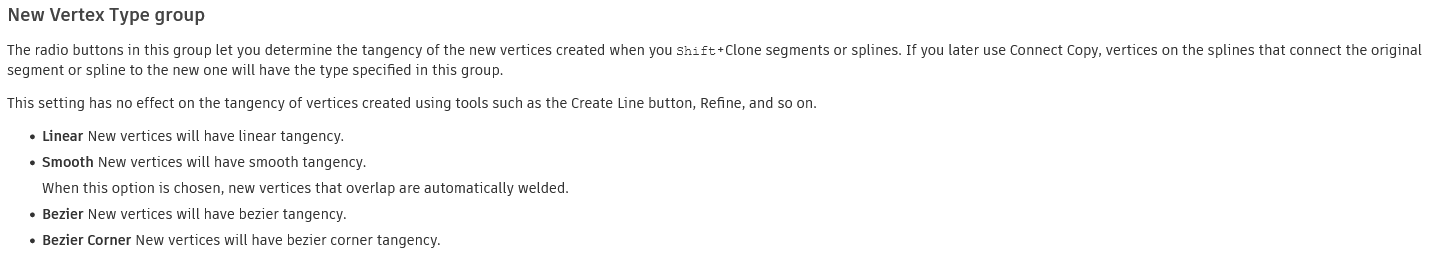 New Vertex Type group
The radio buttons in this group let you determine the tangency of the new vertices created when you Shift+Clone segments or splines. If you later use Connect Copy, vertices on the splines that connect the original
segment or spline to the new one will have the type specified in this group.
This setting has no effect on the tangency of vertices created using tools such as the Create Line button, Refine, and so on.
• Linear New vertices will have linear tangency.
• Smooth New vertices will have smooth tangency.
When this option is chosen, new vertices that overlap are automatically welded.
• Bezier New vertices will have bezier tangency.
• Bezier Corner New vertices will have bezier corner tangency.